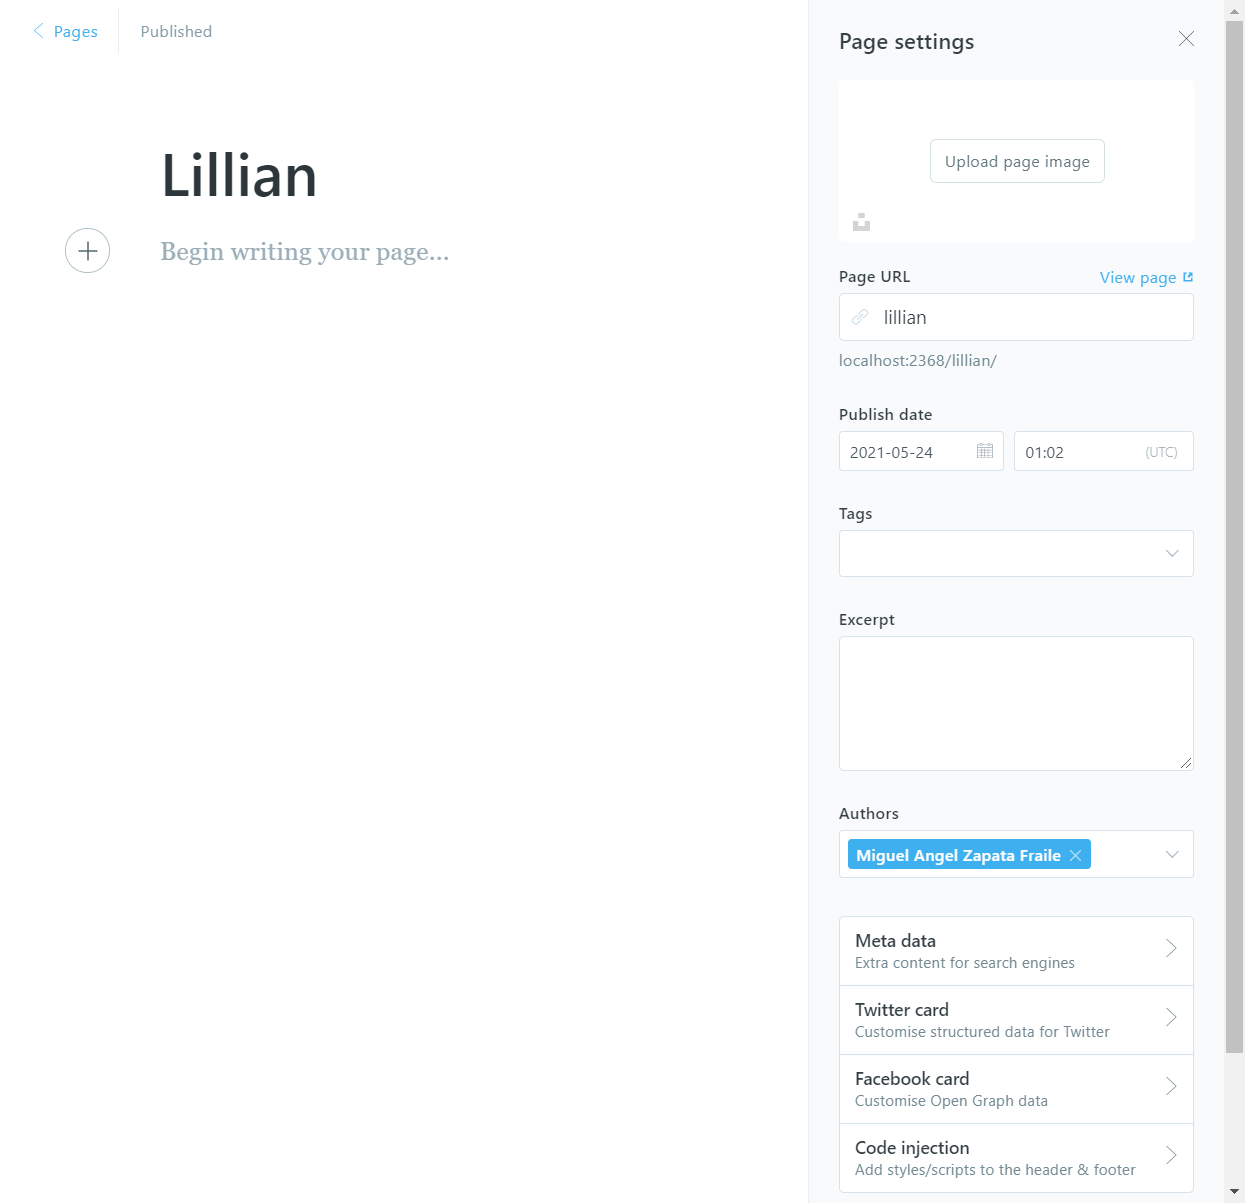 Pages
Published
Lillian
Begin writing your page...
Page settings
Upload page image
Page URL
View page
lillian
localhost:2368/lillian/
Publish date
2021-05-24
01:02
(UTC)
Tags
Excerpt
Authors
Miguel Angel Zapata Fraile
Meta data
Extra content for search engines
Twitter card
Customise structured data for Twitter
Facebook card
Customise Open Graph data
Code injection
Add styles/scripts to the header & footer